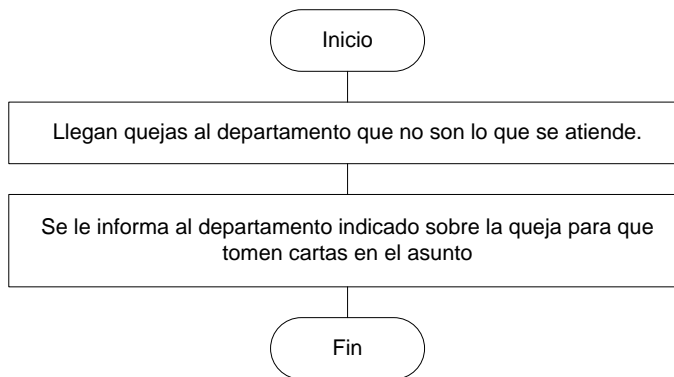 Inicio
Llegan quejas al departamento que no son lo que se atiende.
Se le informa al departamento indicado sobre la queja para que
tomen cartas en el asunto
Fin